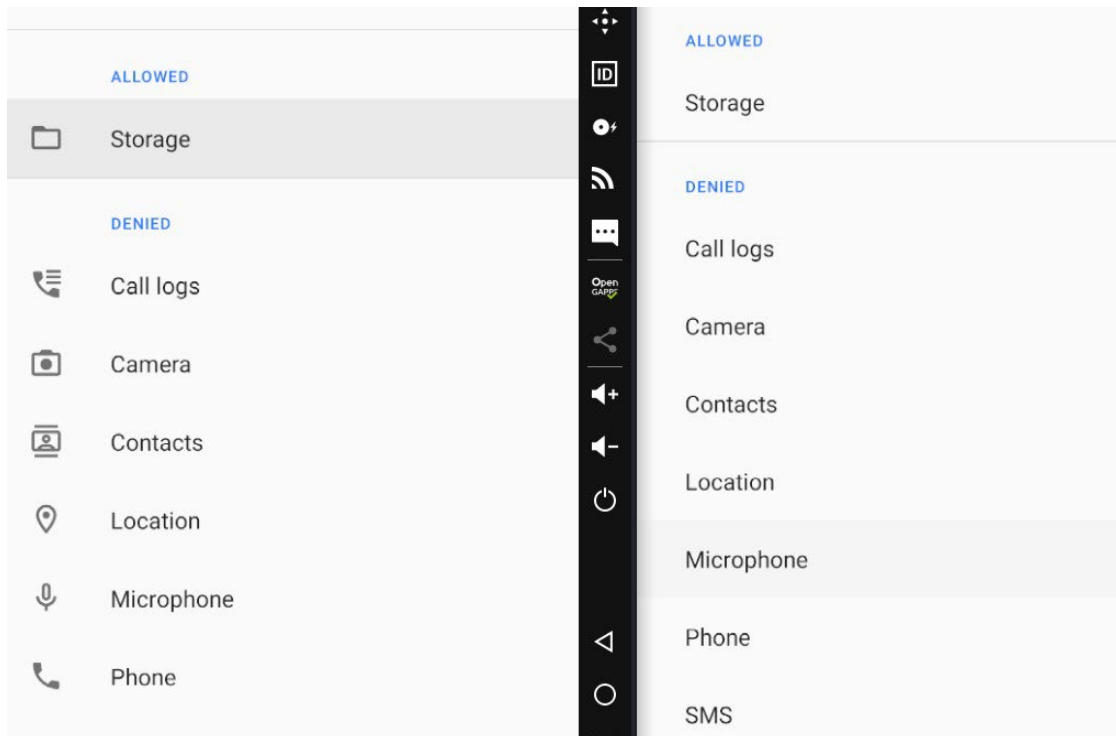 ALLOWED
Storage
DENIED
Call logs
Camera
Contacts
Location
Microphone
Phone
ID
Open
GAPPS
ALLOWED
Storage
DENIED
Call logs
Camera
Contacts
Location
Microphone
Phone
SMS